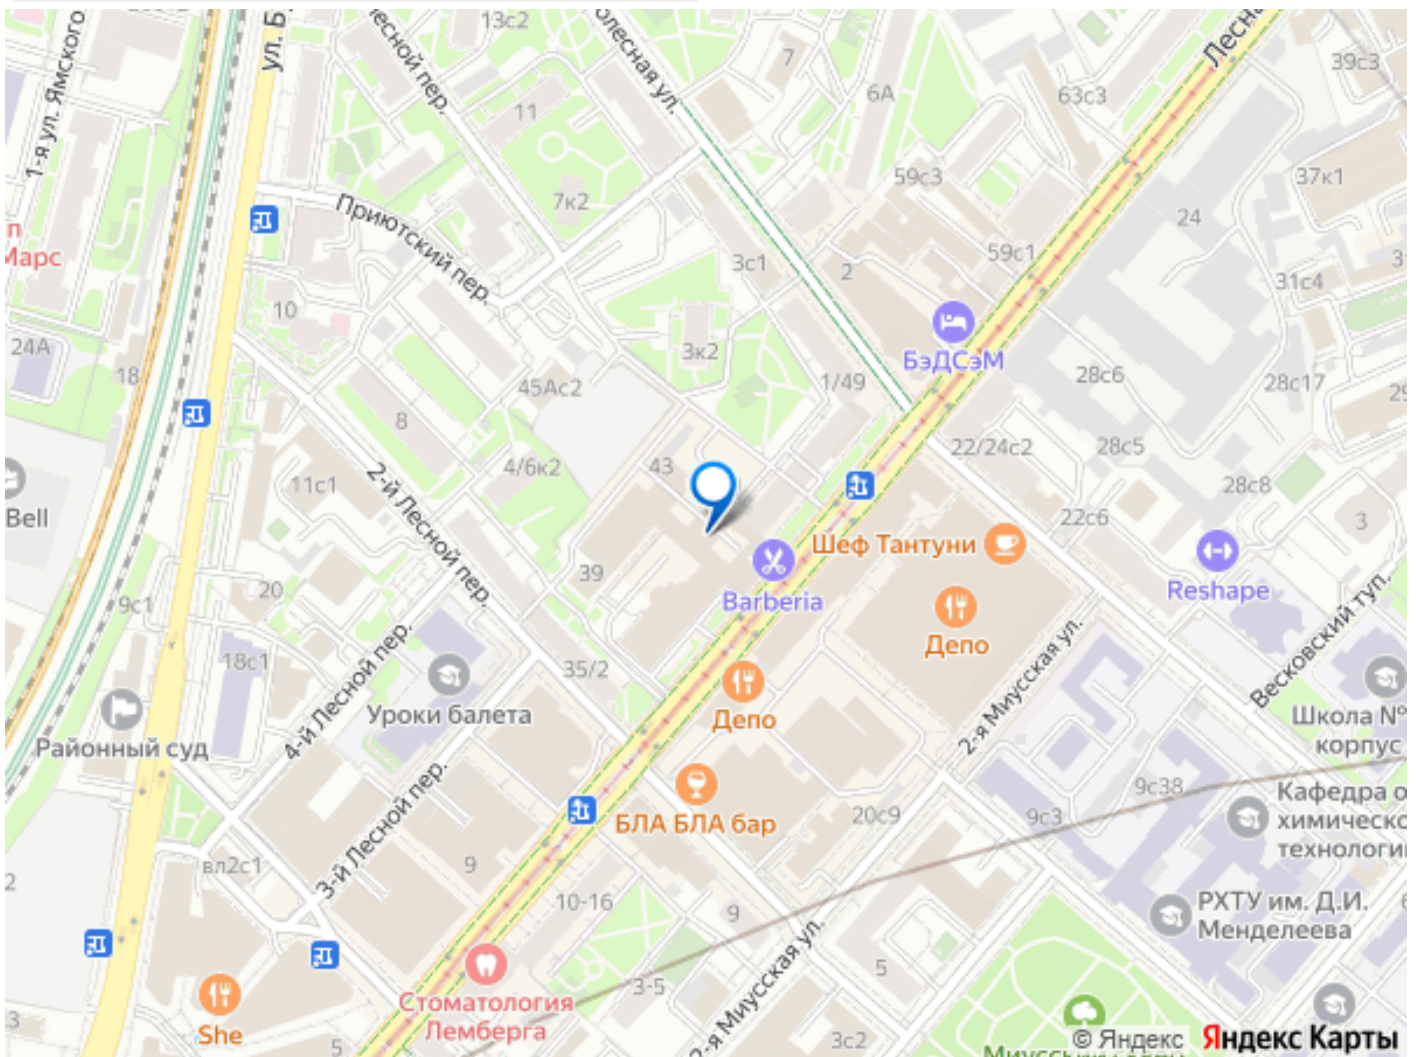 13с2
ул. Б
Лесной пер.
олесная ул.
7
Лесна
39с3
1-я ул. Ямского
11
6А
63с3
7к2
59с3
37к1
Приютский пер.
24
п
Марс
3с1
2
59с1
31с4
3
10
24А
18
3к2
БэДСэМ
45Ас2
1/49
28с6
28с17
29
8
43
4/6к2
22/24с2
28с5
11с1
28с8
2-й Лесной пер.
Bell
22с6
3
Шеф Тантуни
39
Barberia
Reshape
20
9с1
Депо
Весковский туп.
4-й Лесной пер.
18с1
35/2
2-я Миусская ул.
Уроки балета
Депо
Школа №
корпус
Районный суд
9с38
Кафедра о
химическо
технологи
3-й Лесной пер.
БЛА БЛА бар
20с9
9с3
вл2с1
9
2
10-16
9
РХТУ им. Д.И.
Менделеева
6
2-я Миусская ул.
5
3-5
Стоматология
Лемберга
She
3
5
3с2
© Яндекс
Яндекс Карты